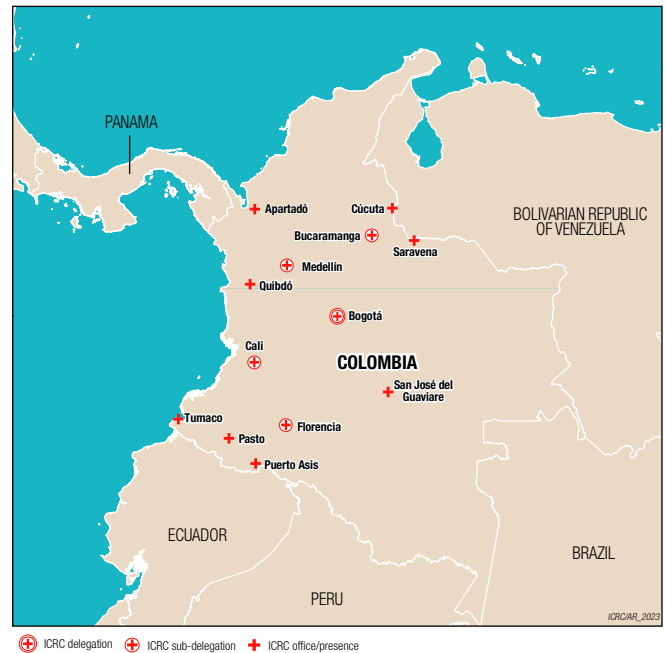 PANAMA
Apartadó
Cúcuta
BOLIVARIAN REPUBLIC
OF VENEZUELA
Bucaramanga
Saravena
Medellín
Quibdó
Bogotá
Cali
COLOMBIA
San José del
Guaviare
Tumaco
Florencia
Pasto
Puerto Asis
ECUADOR
BRAZIL
PERU
ICRC/AR_2023
ICRC delegation
ICRC sub-delegation
ICRC office/presence